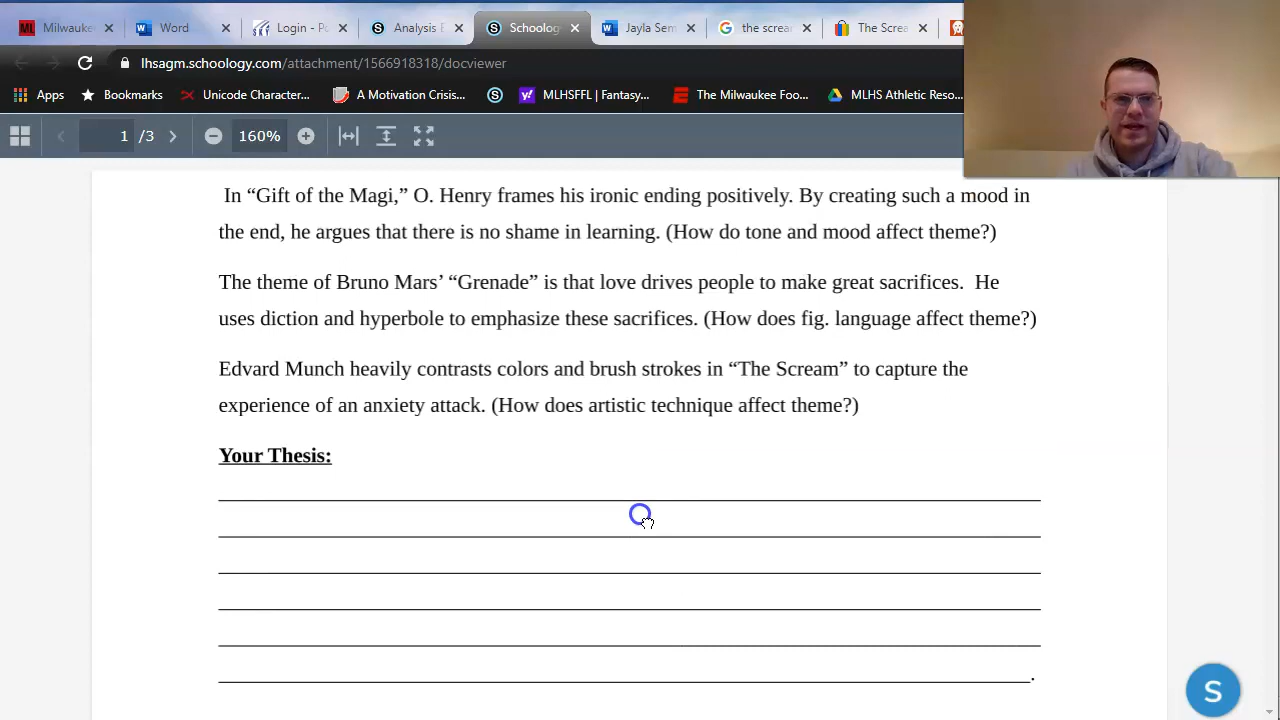 Milwauke
Word
Login - Po
Analysis E
Schoolog
Jayla Sem
the scream
The Screa
lhsagm.schoology.com/attachment/1566918318/docviewer
Apps
Bookmarks
Unicode Character...
A Motivation Crisis...
MLHSFFL | Fantasy...
The Milwaukee Foo...
MLHS Athletic Reso...
1 /3
160%
In “Gift of the Magi,” O. Henry frames his ironic ending positively. By creating such a mood in
the end, he argues that there is no shame in learning. (How do tone and mood affect theme?)
The theme of Bruno Mars’ “Grenade” is that love drives people to make great sacrifices. He
uses diction and hyperbole to emphasize these sacrifices. (How does fig. language affect theme?)
Edvard Munch heavily contrasts colors and brush strokes in “The Scream” to capture the
experience of an anxiety attack. (How does artistic technique affect theme?)
Your Thesis:
.
S